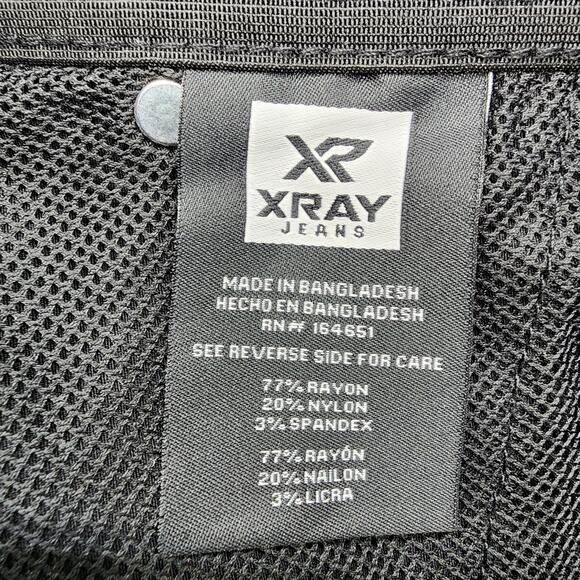 XR
XRAY
JEANS
MADE IN BANGLADESH
HECHO EN BANGLADESH
RN# 164651
SEE REVERSE SIDE FOR CARE
77% RAYON
20% NYLON
3% SPANDEX
77% RAYÓN
20% NAILON
3% LICRA